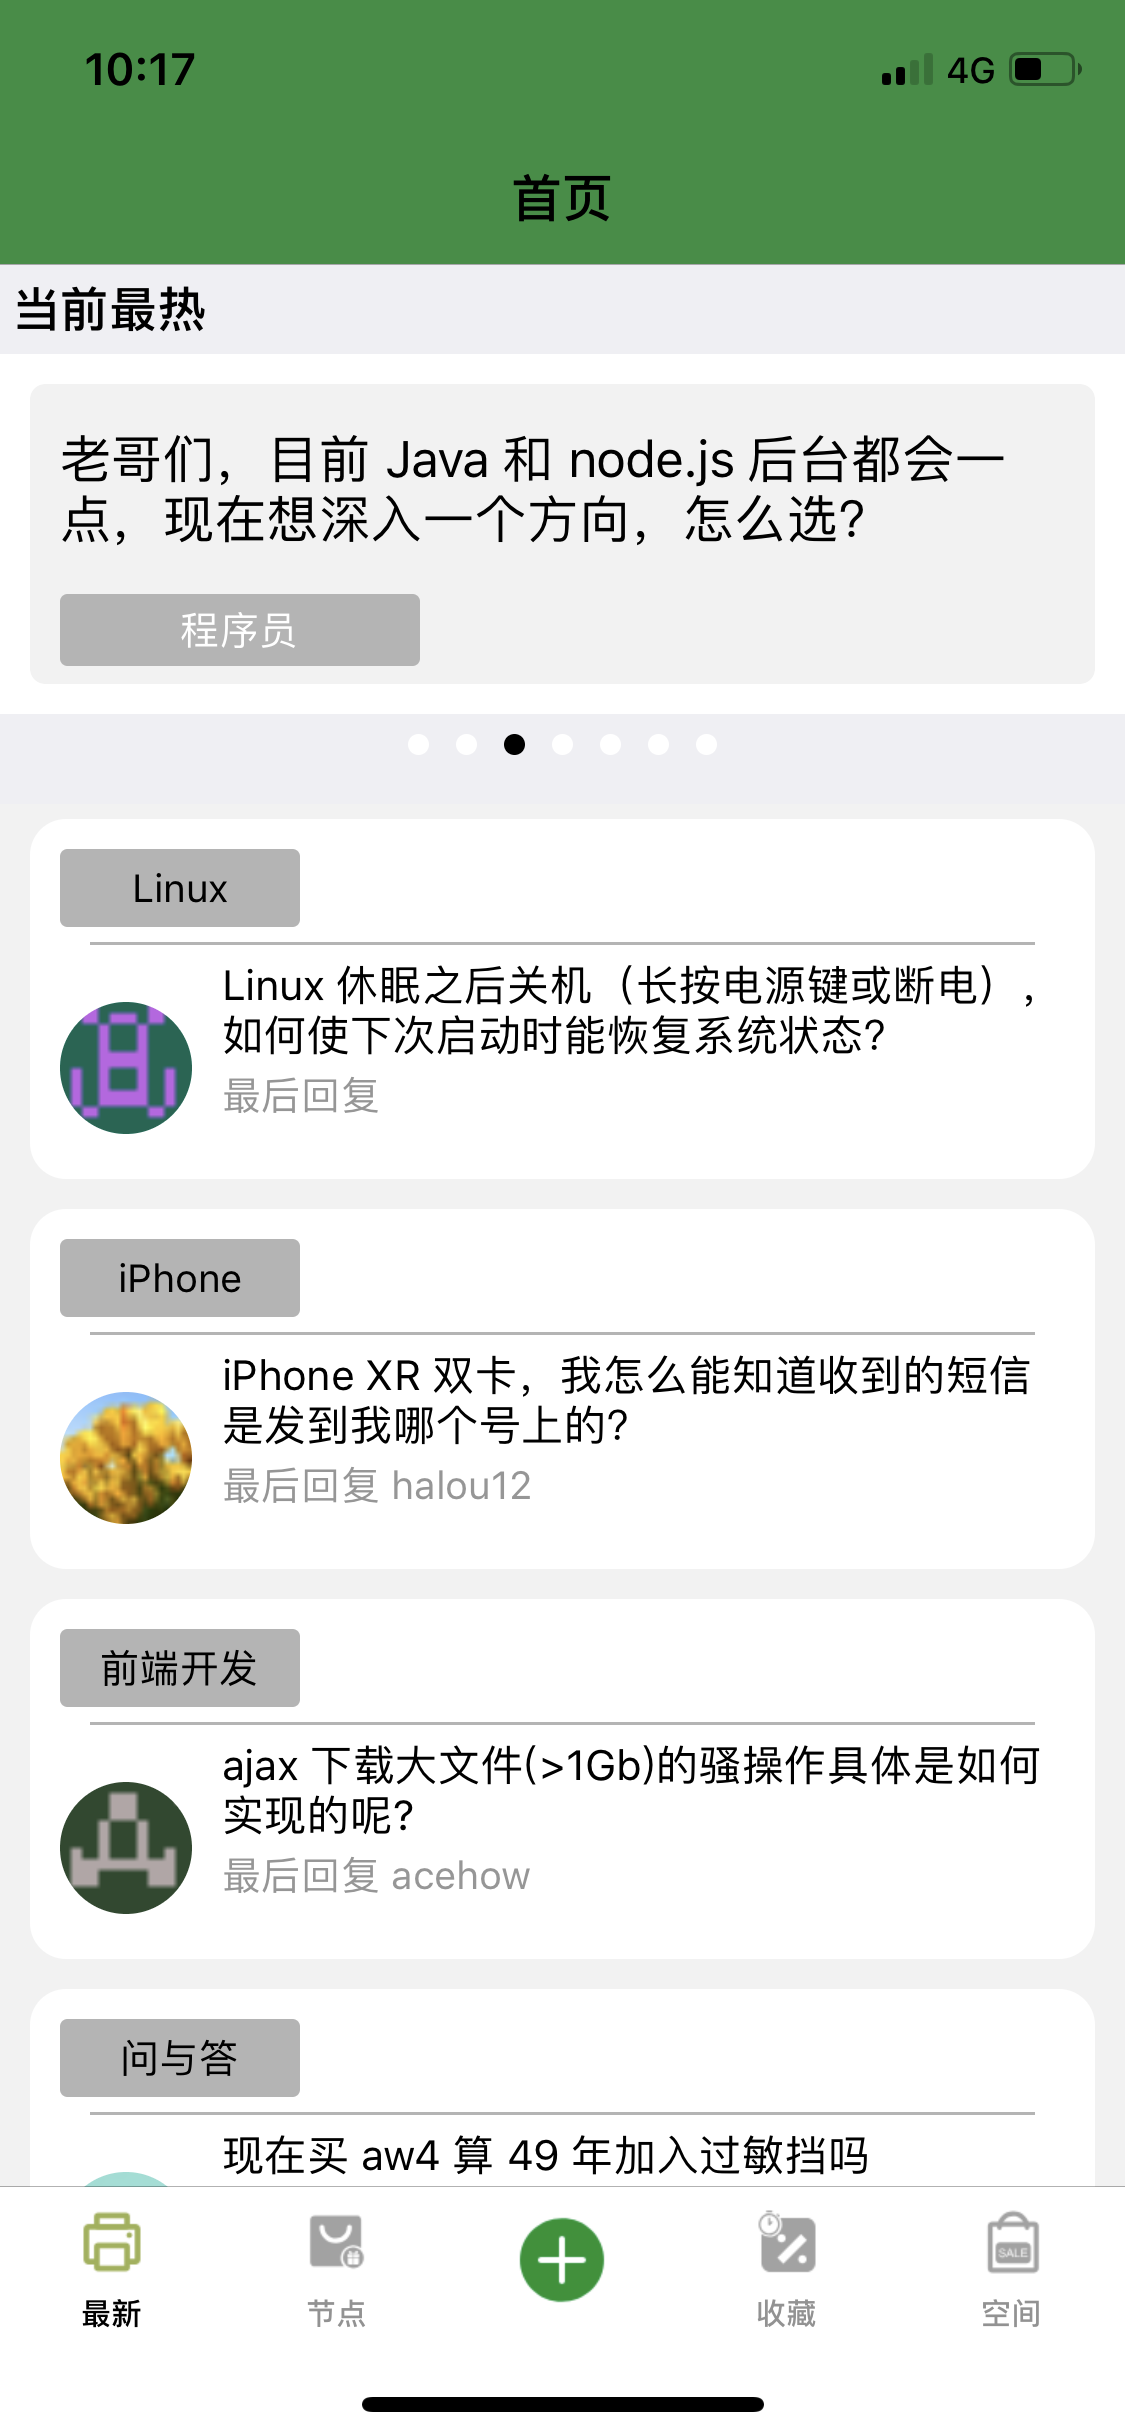 10:17
4G
首页
当前最热
老哥们，目前 Java 和 node.js 后台都会一
点，现在想深入一个方向，怎么选?
程序员
Linux
Linux 休眠之后关机（长按电源键或断电），
如何使下次启动时能恢复系统状态?
最后回复
iPhone
iPhone XR 双卡，我怎么能知道收到的短信
是发到我哪个号上的?
最后回复 halou12
前端开发
ajax 下载大文件(>1Gb)的骚操作具体是如何
实现的呢?
最后回复 acehow
问与答
现在买 aw4 算 49 年加入过敏挡吗
SALE
最新
节点
收藏
空间